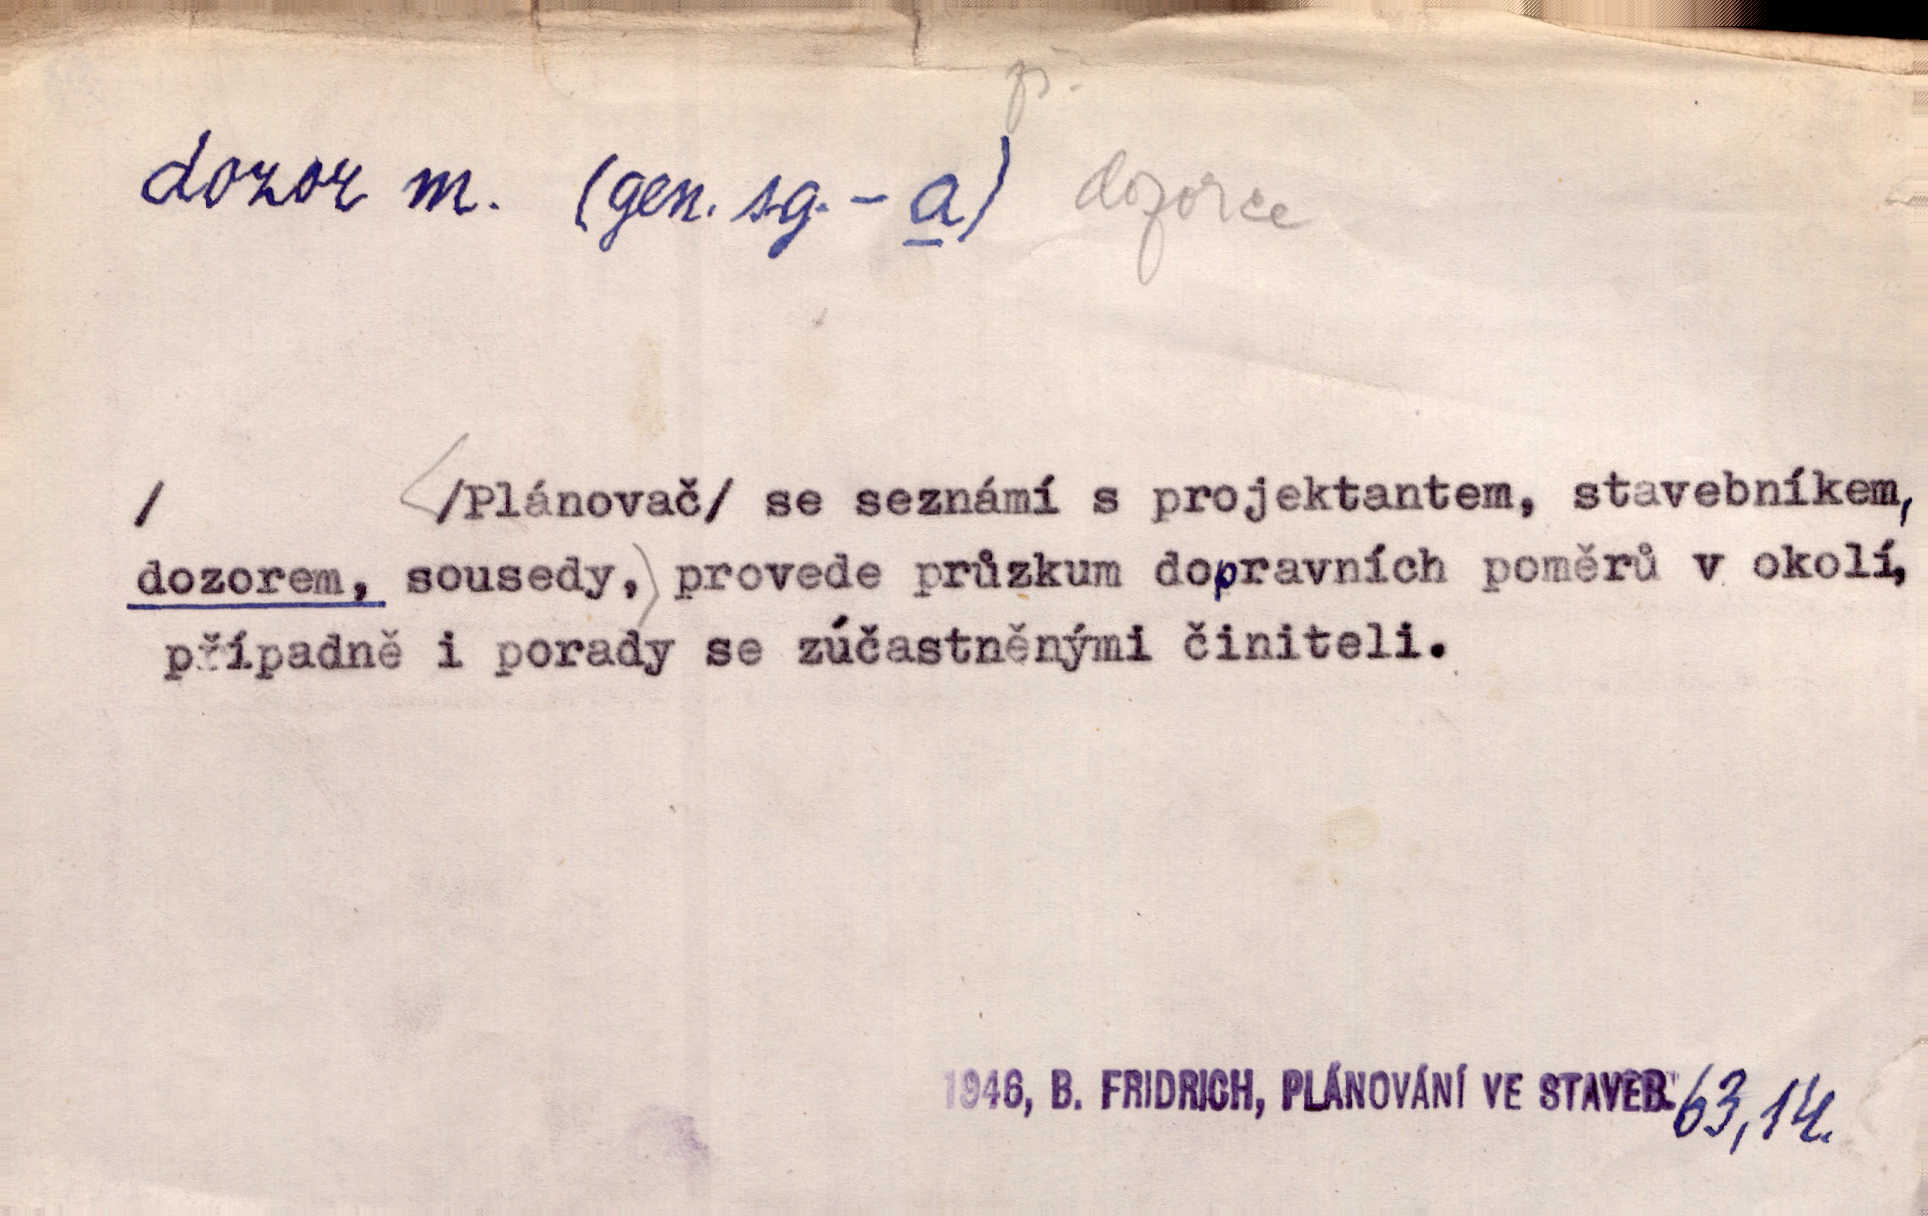 dozor m. (gen. sg. - a) dozorce
/ /Plánovač/ se seznámí s projektantem, stavebníkem,
dozorem, sousedy, provede průzkum dopravních poměrů v okolí,
případně i porady se zúčastněnými činiteli.
1946, B. FRIDRICH, PLÁNOVÁNÍ VE STAVEB. 63, 14.